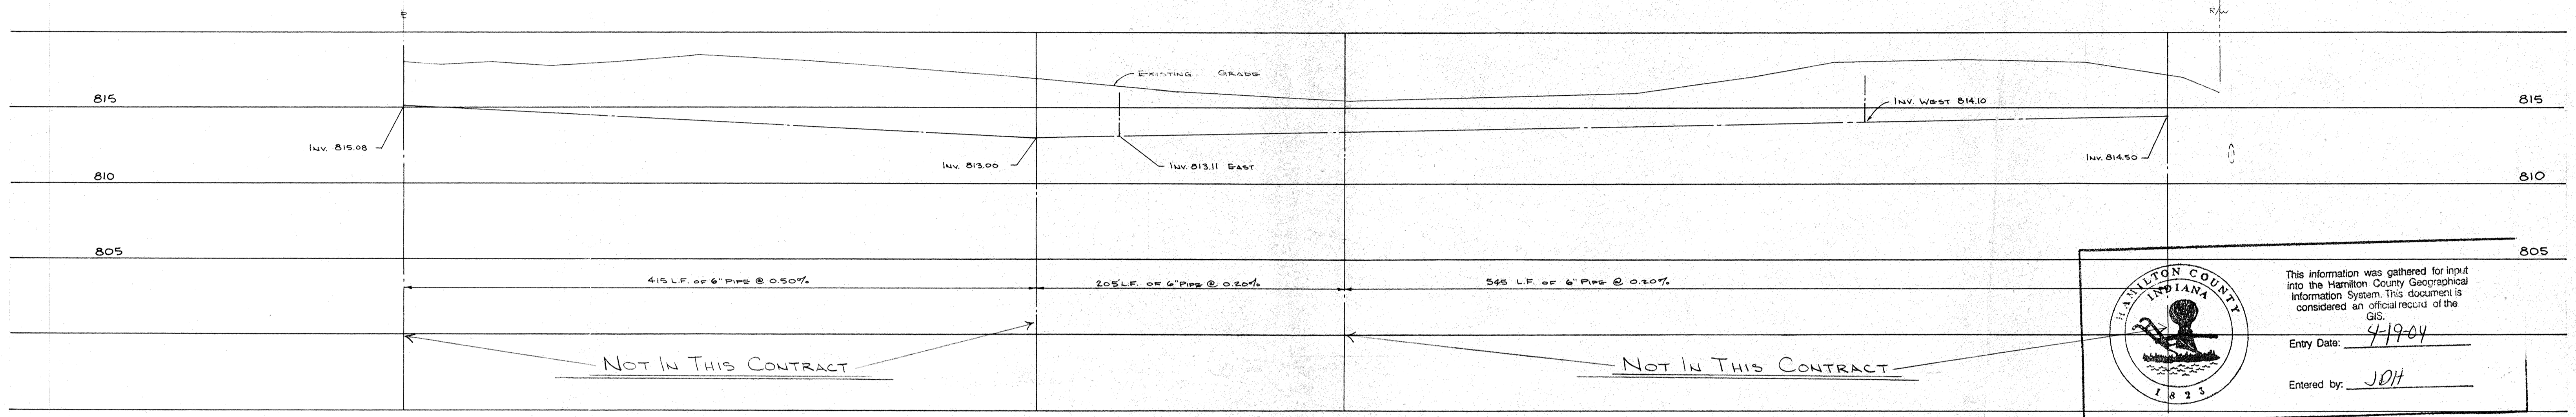 ℄
R/W
EXISTING GRADE
815
INV. WEST 814.10
815
INV. 815.08
INV. 813.00
INV. 813.11 EAST
INV. 814.50
810
810
805
805
415 L.F. OF 6" PIPE @ 0.50%
205 L.F. OF 6" PIPE @ 0.20%
545 L.F. OF 6" PIPE @ 0.20%
NOT IN THIS CONTRACT
NOT IN THIS CONTRACT
HAMILTON COUNTY
INDIANA
1823
This information was gathered for input
into the Hamilton County Geographical
Information System. This document is
considered an official record of the
GIS.
Entry Date: 4-19-04
Entered by: JDH